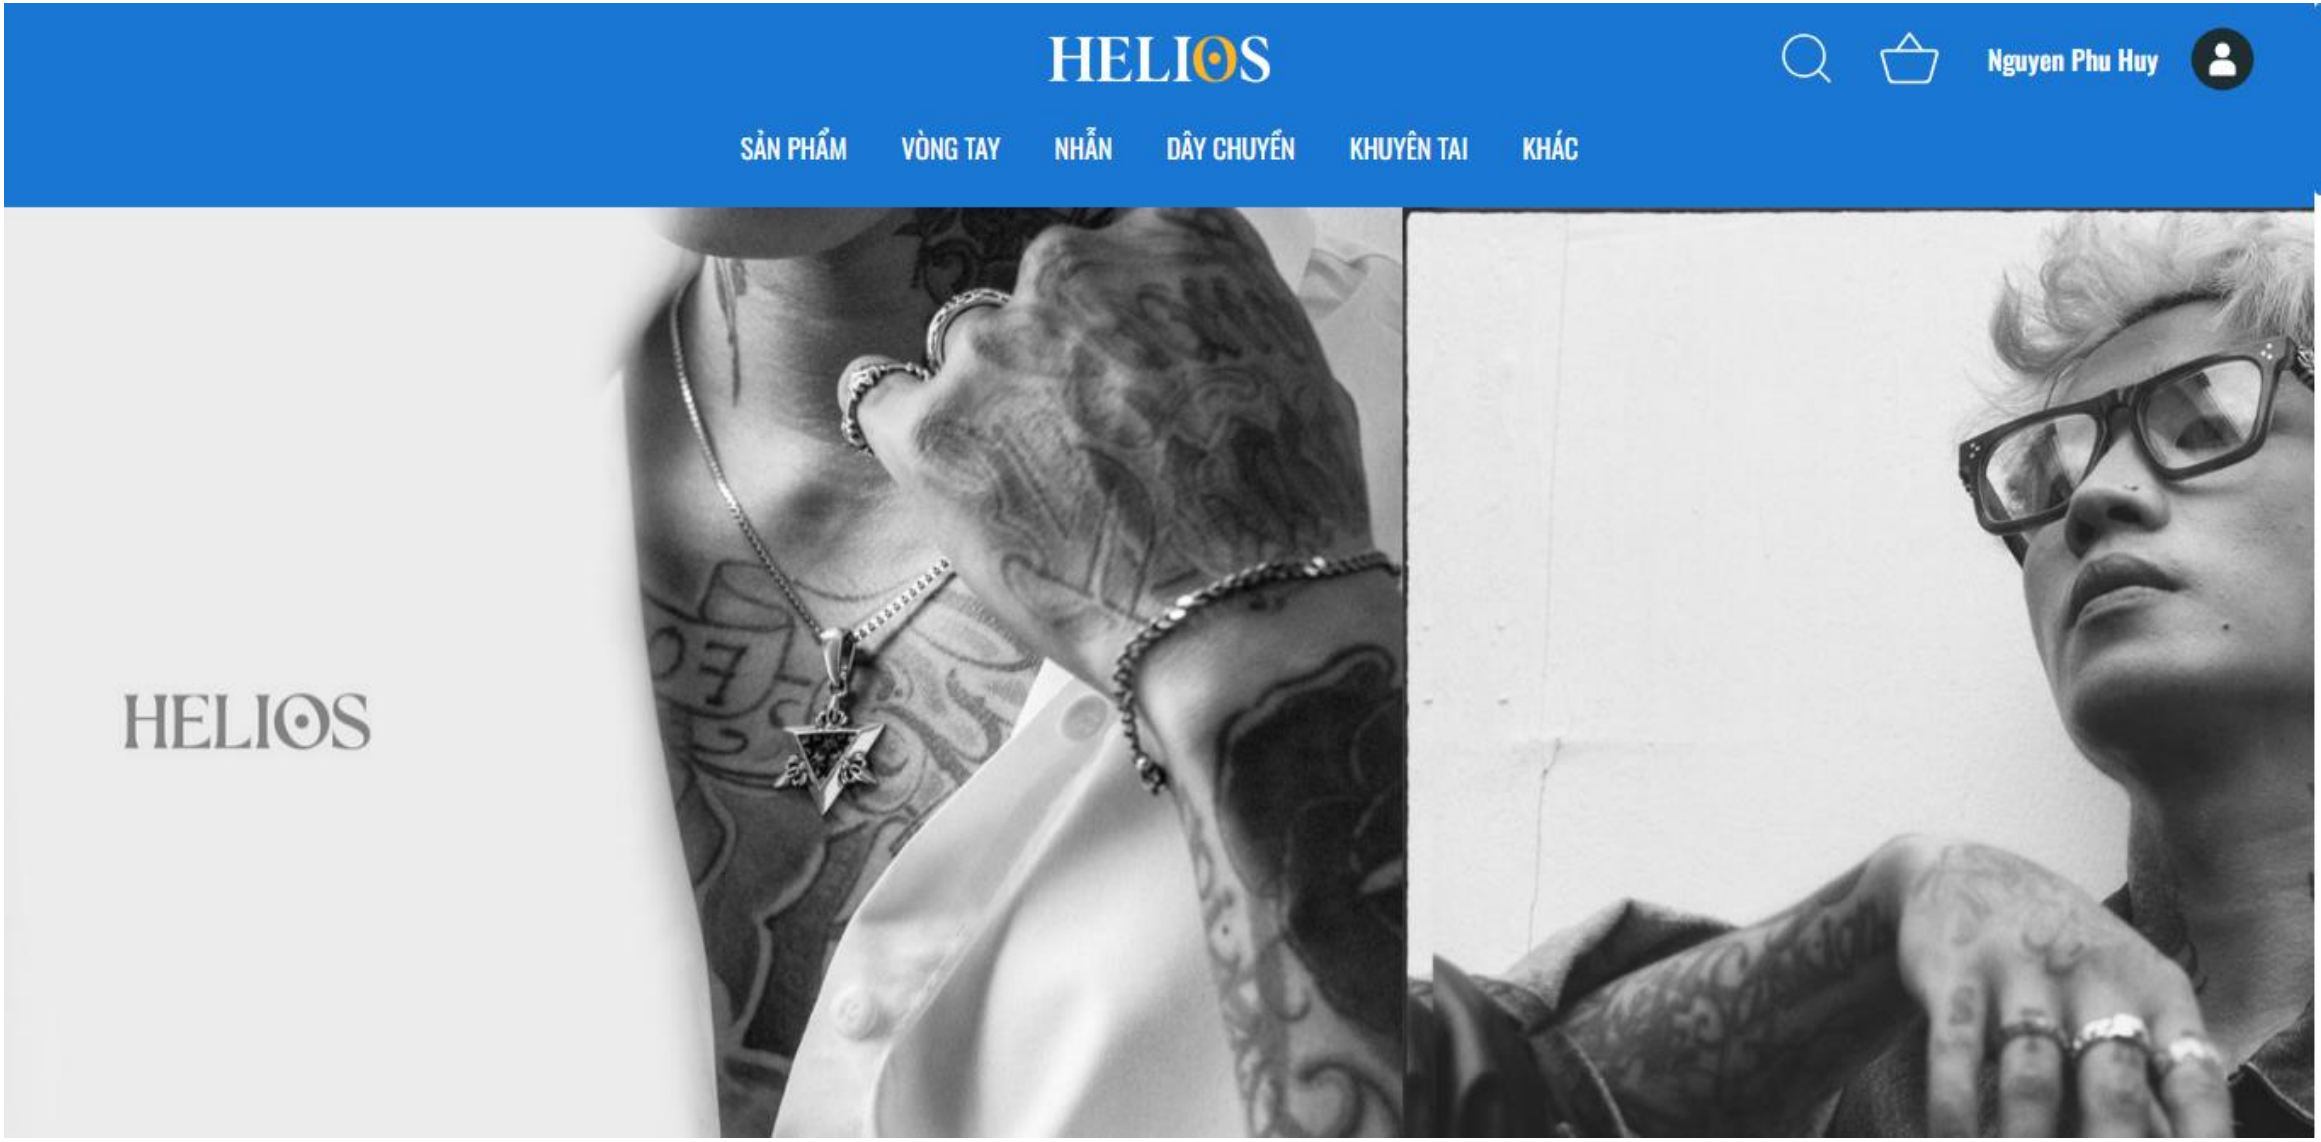 HELIOS
Nguyen Phu Huy
SẢN PHẨM VÒNG TAY NHẪN DÂY CHUYỀN KHUYÊN TAI KHÁC
HELIOS